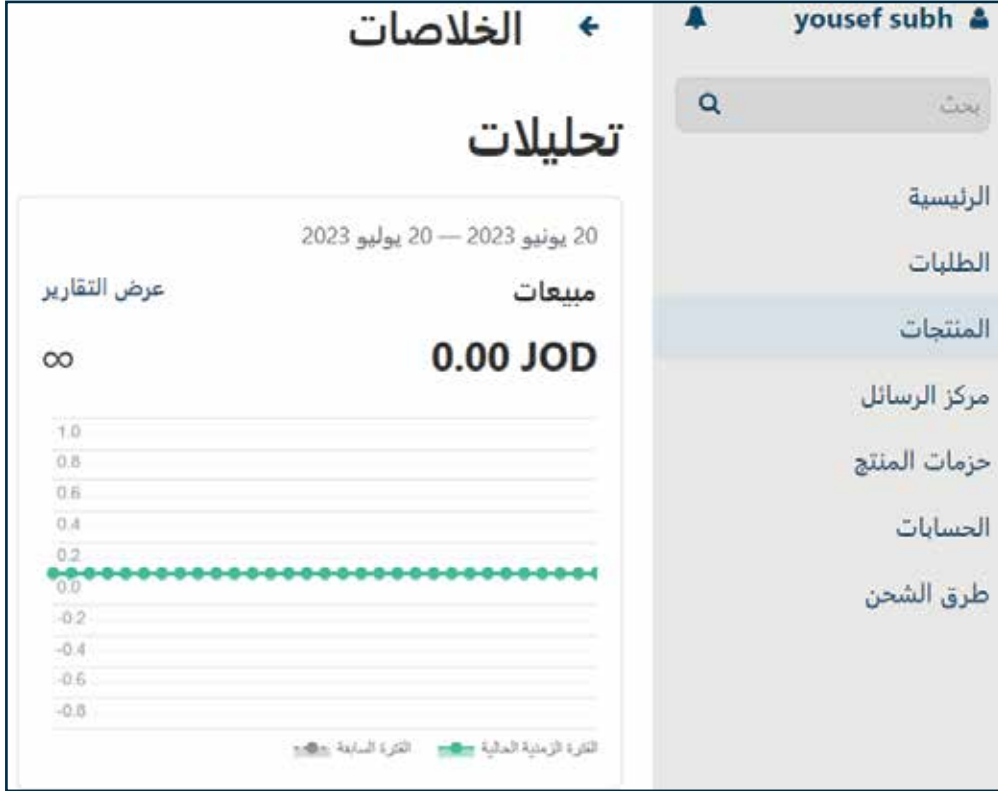 yousef subh
بحث
الرئيسية
الطلبات
المنتجات
مركز الرسائل
حزمات المنتج
الحسابات
طرق الشحن
الخلاصات
تحليلات
20 يونيو 2023 — 20 يوليو 2023
مبيعات
عرض التقارير
0.00 JOD
∞
1.0
0.8
0.6
0.4
0.2
0.0
-0.2
-0.4
-0.6
-0.8
الفترة الزمنية الحالية
الفترة السابقة